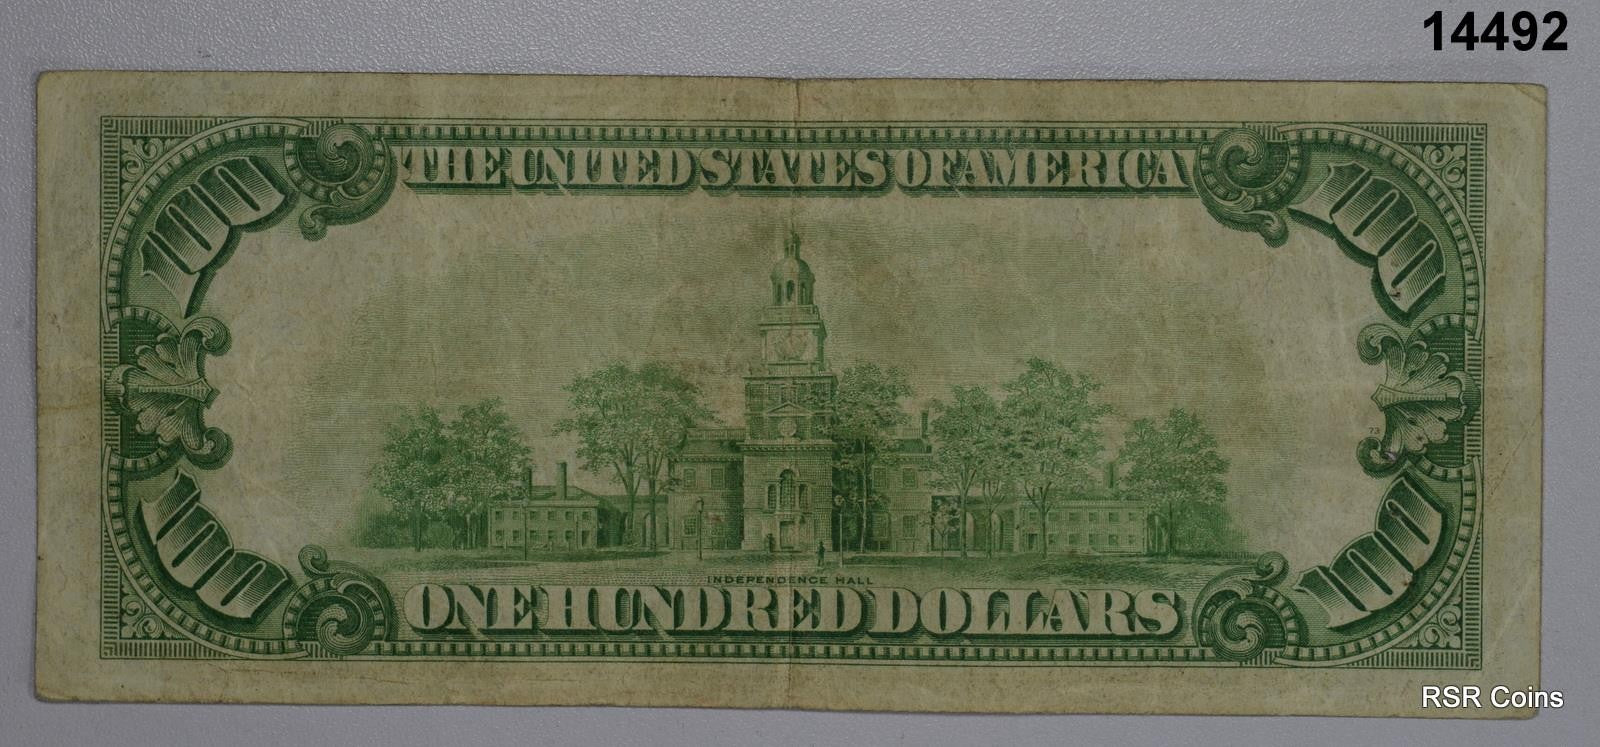 14492
THE UNITED STATES OF AMERICA
100 100
73
100 100
INDEPENDENCE HALL
ONE HUNDRED DOLLARS
RSR Coins